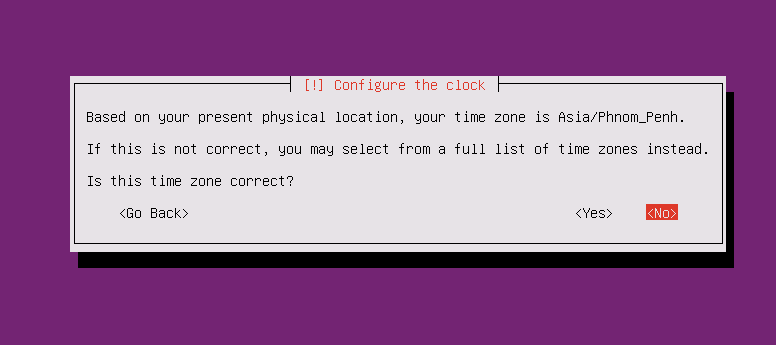 [!] Configure the clock
Based on your present physical location, your time zone is Asia/Phnom_Penh.
If this is not correct, you may select from a full list of time zones instead.
Is this time zone correct?
<Go Back> <Yes> <No>